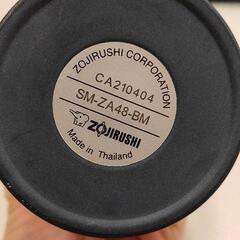 ZOJIRUSHI CORPORATION
CA210404
SM-ZA48-BM
ZOJIRUSHI
Made in Thailand